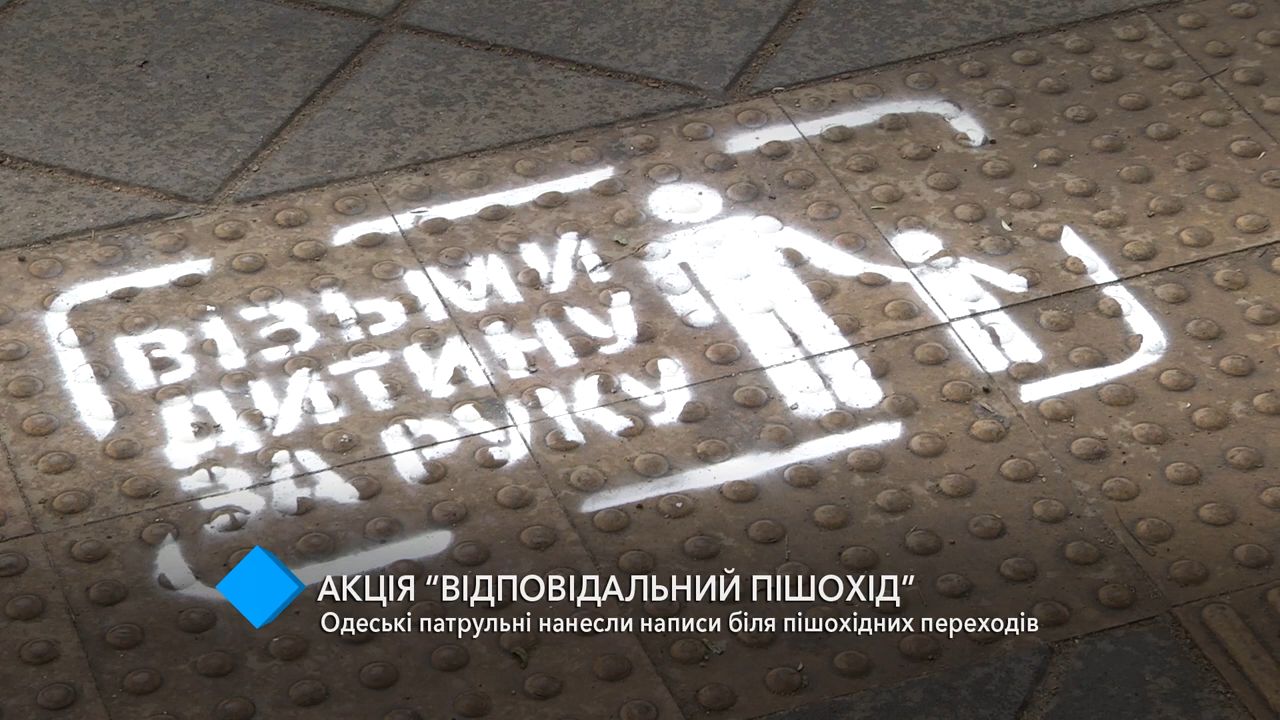 ВІЗЬМИ
ДИТИНУ
ЗА РУКУ
АКЦІЯ “ВІДПОВІДАЛЬНИЙ ПІШОХІД”
Одеські патрульні нанесли написи біля пішохідних переходів